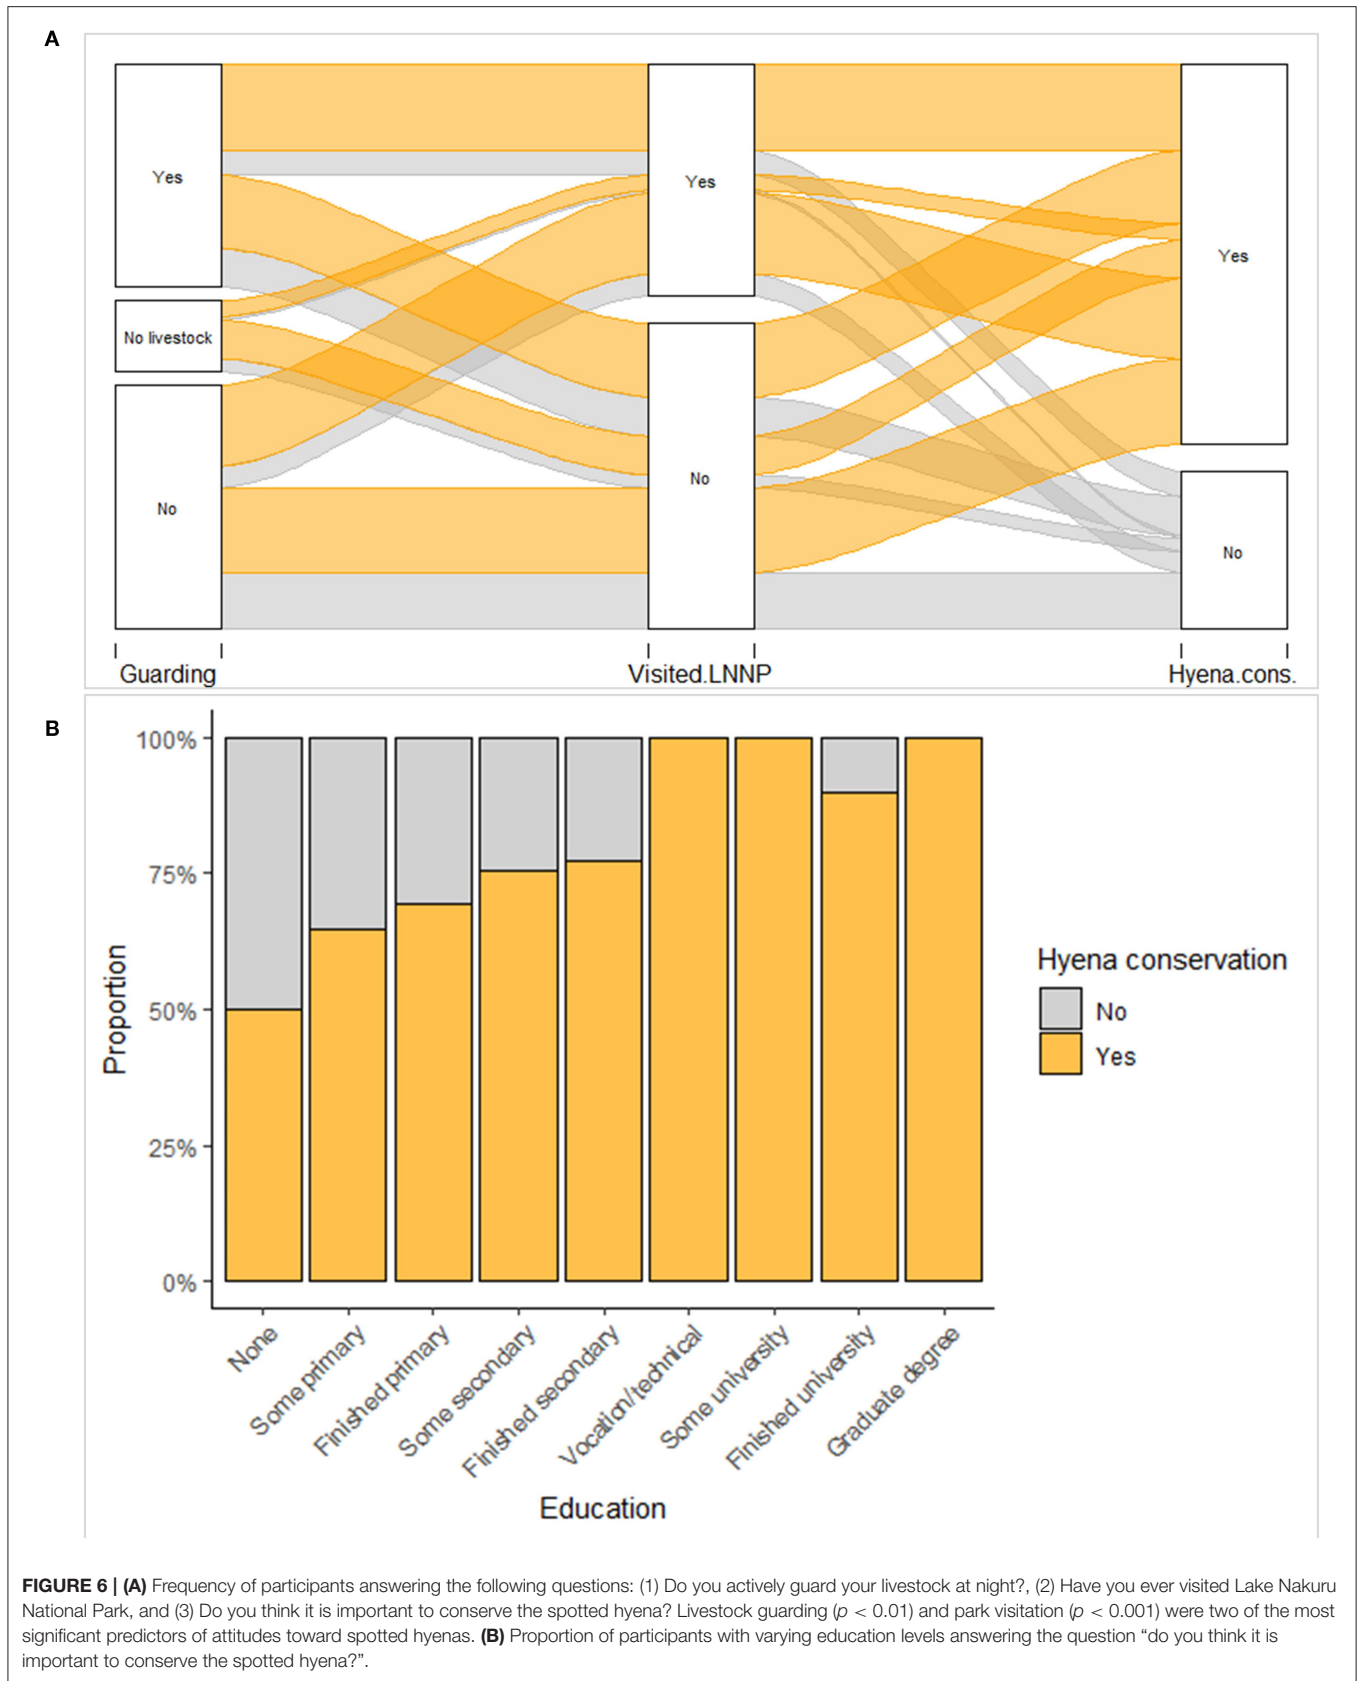 A
Yes
No livestock
No
Yes
No
Yes
No
Guarding
Visited.LNNP
Hyena.cons.
B
100%
75%
50%
25%
0%
Proportion
None
Some primary
Finished primary
Some secondary
Finished secondary
Vocation/technical
Some university
Finished university
Graduate degree
Education
Hyena conservation
No
Yes
FIGURE 6 | (A) Frequency of participants answering the following questions: (1) Do you actively guard your livestock at night?, (2) Have you ever visited Lake Nakuru
National Park, and (3) Do you think it is important to conserve the spotted hyena? Livestock guarding (p < 0.01) and park visitation (p < 0.001) were two of the most
significant predictors of attitudes toward spotted hyenas. (B) Proportion of participants with varying education levels answering the question “do you think it is
important to conserve the spotted hyena?”.